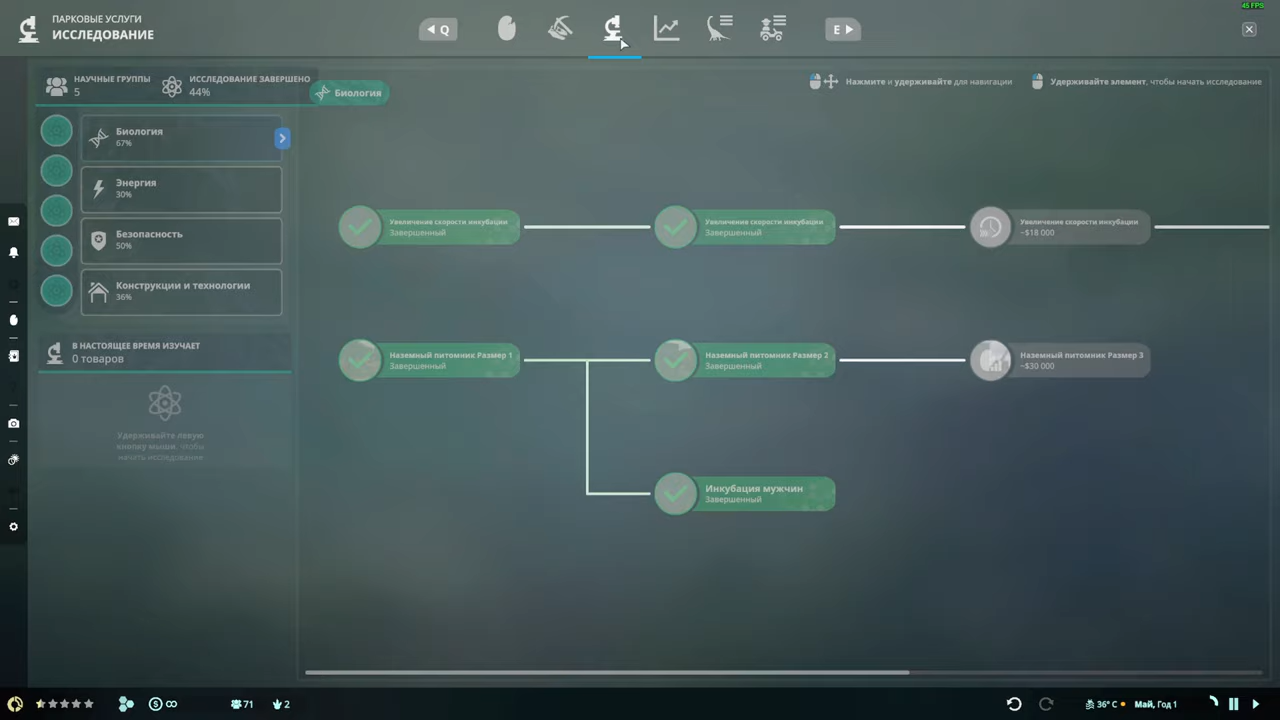 45 FPS
ПАРКОВЫЕ УСЛУГИ
ИССЛЕДОВАНИЕ
Q
E
НАУЧНЫЕ ГРУППЫ
5
ИССЛЕДОВАНИЕ ЗАВЕРШЕНО
44%
Биология
Нажмите и удерживайте для навигации
Удерживайте элемент, чтобы начать исследование
Биология
67%
Энергия
30%
Безопасность
50%
Конструкции и технологии
36%
В НАСТОЯЩЕЕ ВРЕМЯ ИЗУЧАЕТ
0 товаров
Удерживайте левую
кнопку мыши, чтобы
начать исследование.
Увеличение скорости инкубации
Завершенный
Увеличение скорости инкубации
Завершенный
Увеличение скорости инкубации
~$18 000
Наземный питомник Размер 1
Завершенный
Наземный питомник Размер 2
Завершенный
Наземный питомник Размер 3
~$30 000
Инкубация мужчин
Завершенный
71
2
36° C
Май, Год 1